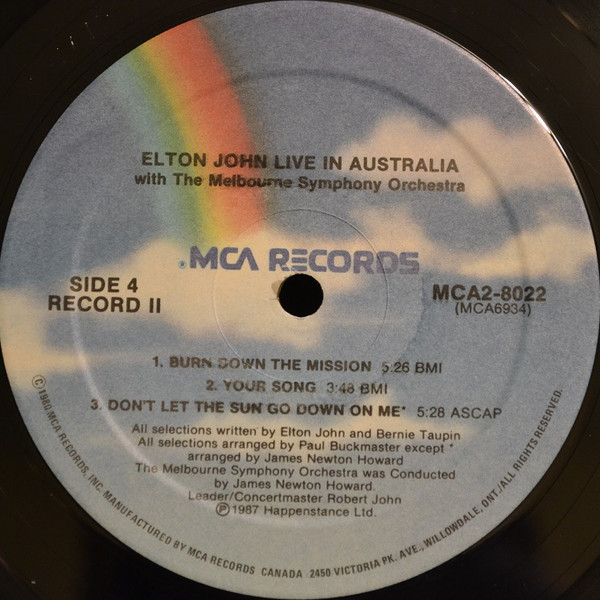 ELTON JOHN LIVE IN AUSTRALIA
with The Melbourne Symphony Orchestra
®MCA RECORDS
SIDE 4
RECORD II
MCA2-8022
(MCA6934)
1. BURN DOWN THE MISSION 5:26 BMI
2. YOUR SONG 3:48 BMI
3. DON'T LET THE SUN GO DOWN ON ME* 5:28 ASCAP
All selections written by Elton John and Bernie Taupin
All selections arranged by Paul Buckmaster except *
arranged by James Newton Howard
The Melbourne Symphony Orchestra was Conducted
by James Newton Howard.
Leader/Concertmaster Robert John
Ⓟ1987 Happenstance Ltd.
©1980 MCA RECORDS, INC. MANUFACTURED BY MCA RECORDS CANADA 2450 VICTORIA PK. AVE., WILLOWDALE, ONT./ALL RIGHTS RESERVED.